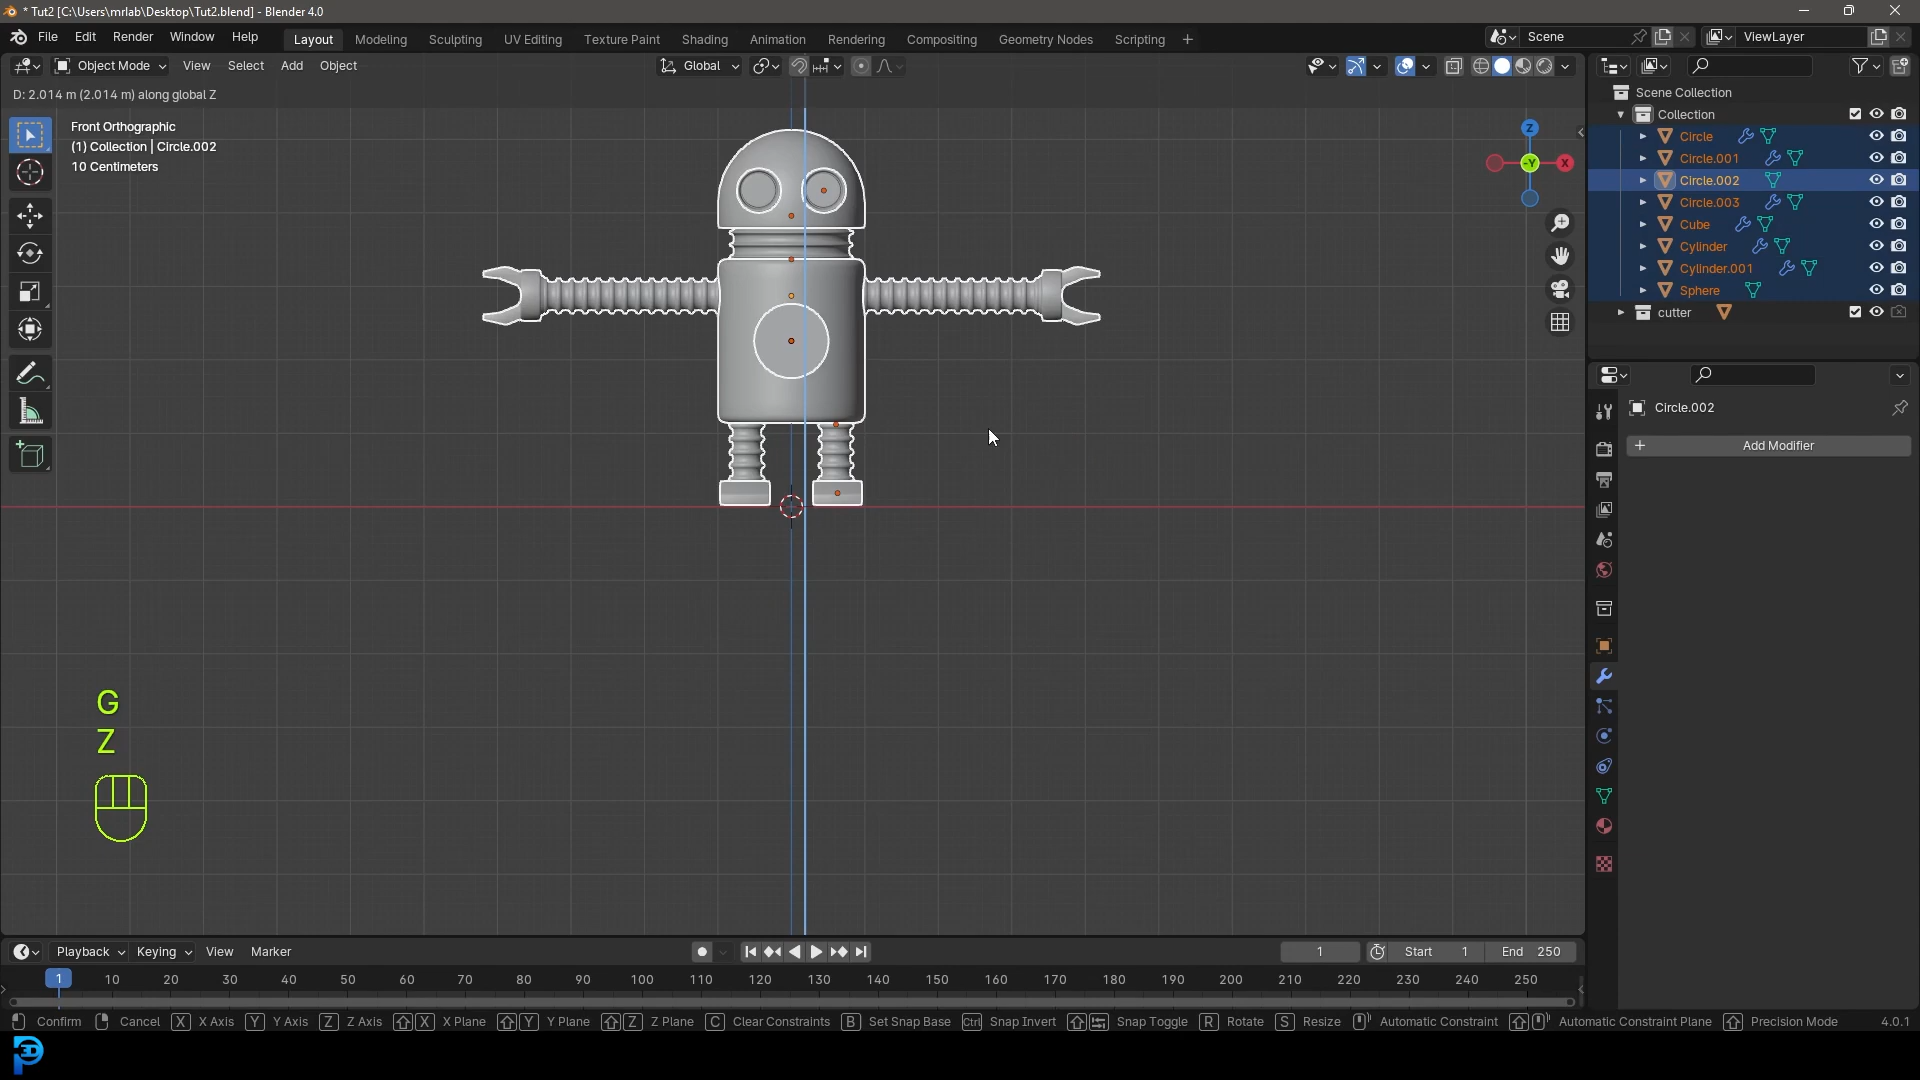 * Tut2 [C:\Users\mrlab\Desktop\Tut2.blend] - Blender 4.0
File Edit Render Window Help Layout Modeling Sculpting UV Editing Texture Paint Shading Animation Rendering Compositing Geometry Nodes Scripting + Scene ViewLayer
Object Mode View Select Add Object Global
D: 2.014 m (2.014 m) along global Z
Front Orthographic
(1) Collection | Circle.002
10 Centimeters
Z
-Y X
Scene Collection
Collection
Circle
Circle.001
Circle.002
Circle.003
Cube
Cylinder
Cylinder.001
Sphere
cutter
Circle.002
+ Add Modifier
G
Z
Playback Keying View Marker 1 Start 1 End 250
1 10 20 30 40 50 60 70 80 90 100 110 120 130 140 150 160 170 180 190 200 210 220 230 240 250
Confirm Cancel X X Axis Y Y Axis Z Z Axis X X Plane Y Y Plane Z Z Plane C Clear Constraints B Set Snap Base Ctrl Snap Invert Snap Toggle R Rotate S Resize Automatic Constraint Automatic Constraint Plane Precision Mode 4.0.1
3D